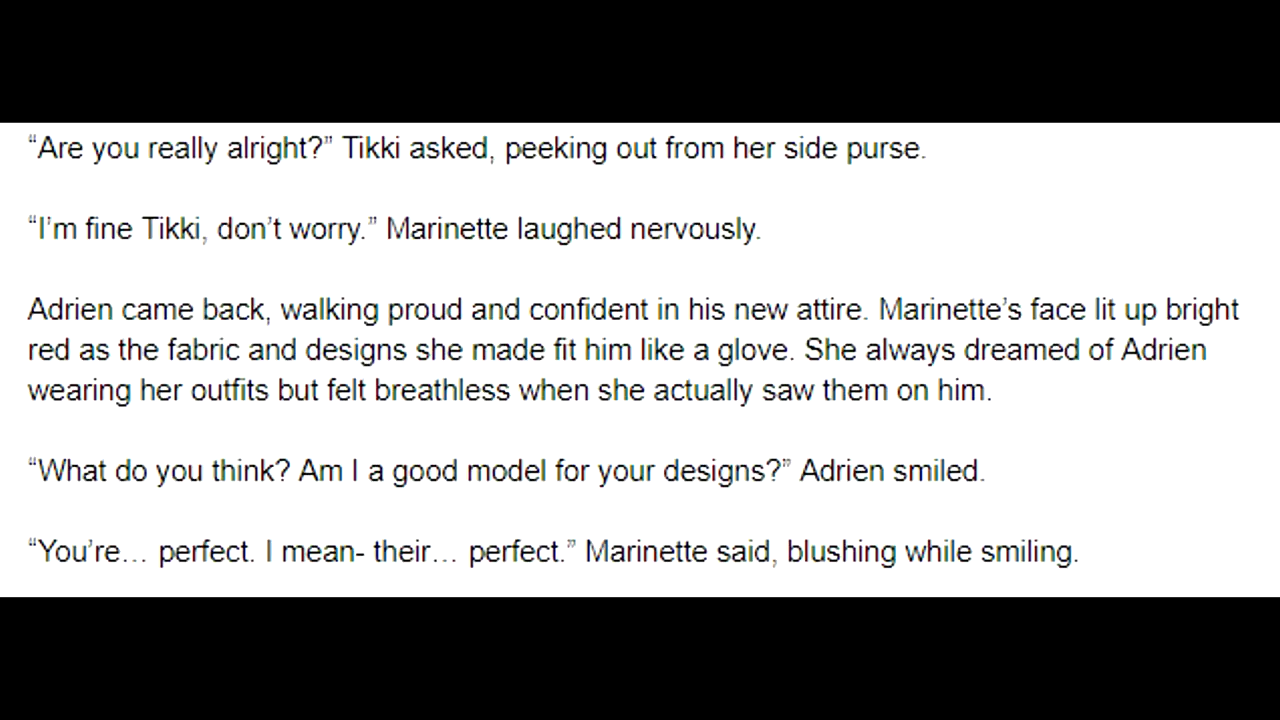 “Are you really alright?” Tikki asked, peeking out from her side purse.
“I’m fine Tikki, don’t worry.” Marinette laughed nervously.
Adrien came back, walking proud and confident in his new attire. Marinette’s face lit up bright
red as the fabric and designs she made fit him like a glove. She always dreamed of Adrien
wearing her outfits but felt breathless when she actually saw them on him.
“What do you think? Am I a good model for your designs?” Adrien smiled.
“You’re… perfect. I mean- their… perfect.” Marinette said, blushing while smiling.